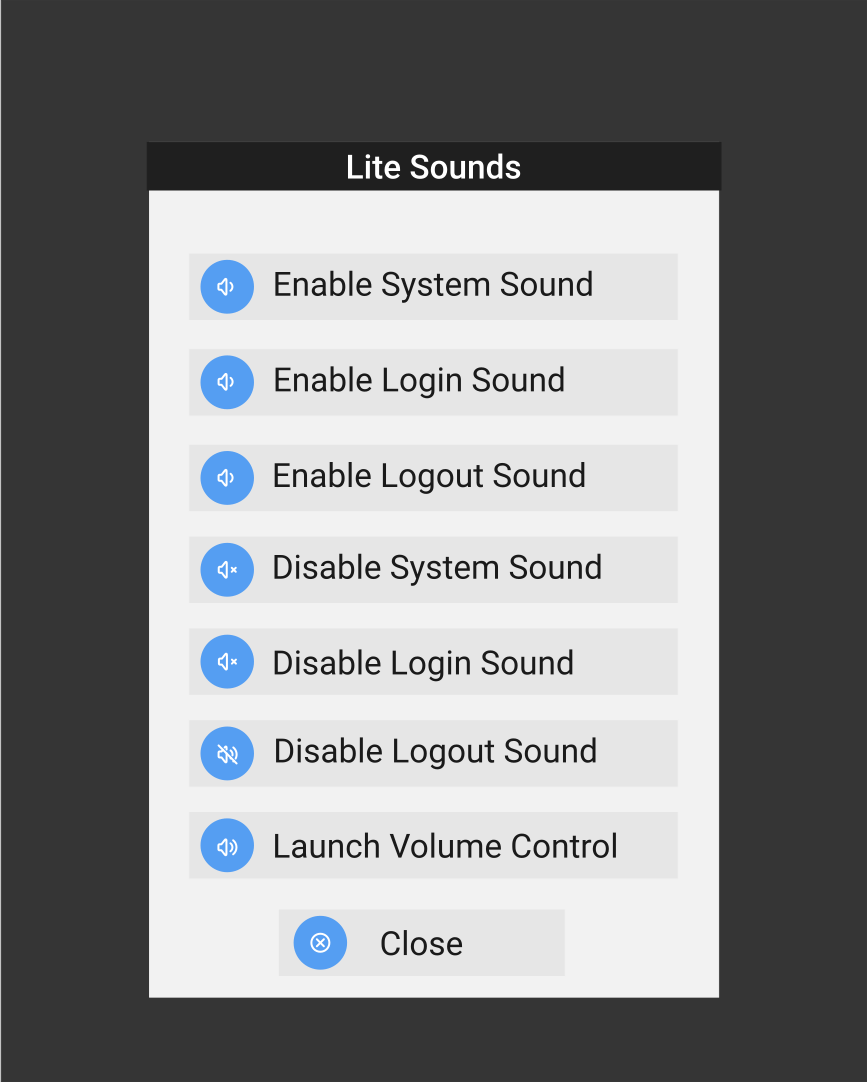 Lite Sounds
Enable System Sound
Enable Login Sound
Enable Logout Sound
Disable System Sound
Disable Login Sound
Disable Logout Sound
Launch Volume Control
Close